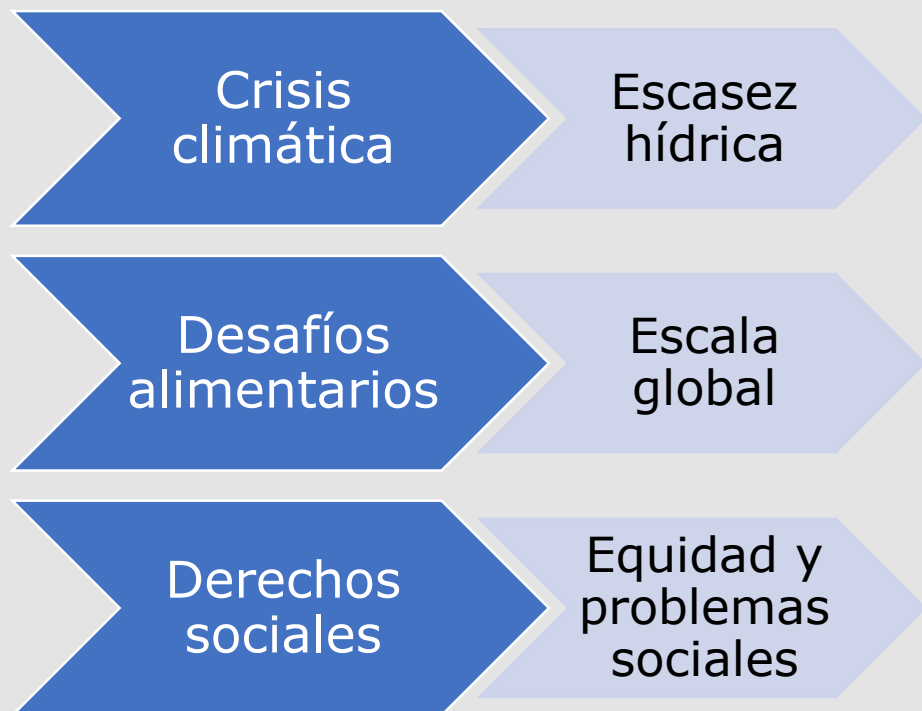 Crisis
climática
Escasez
hídrica
Desafíos
alimentarios
Escala
global
Derechos
sociales
Equidad y
problemas
sociales